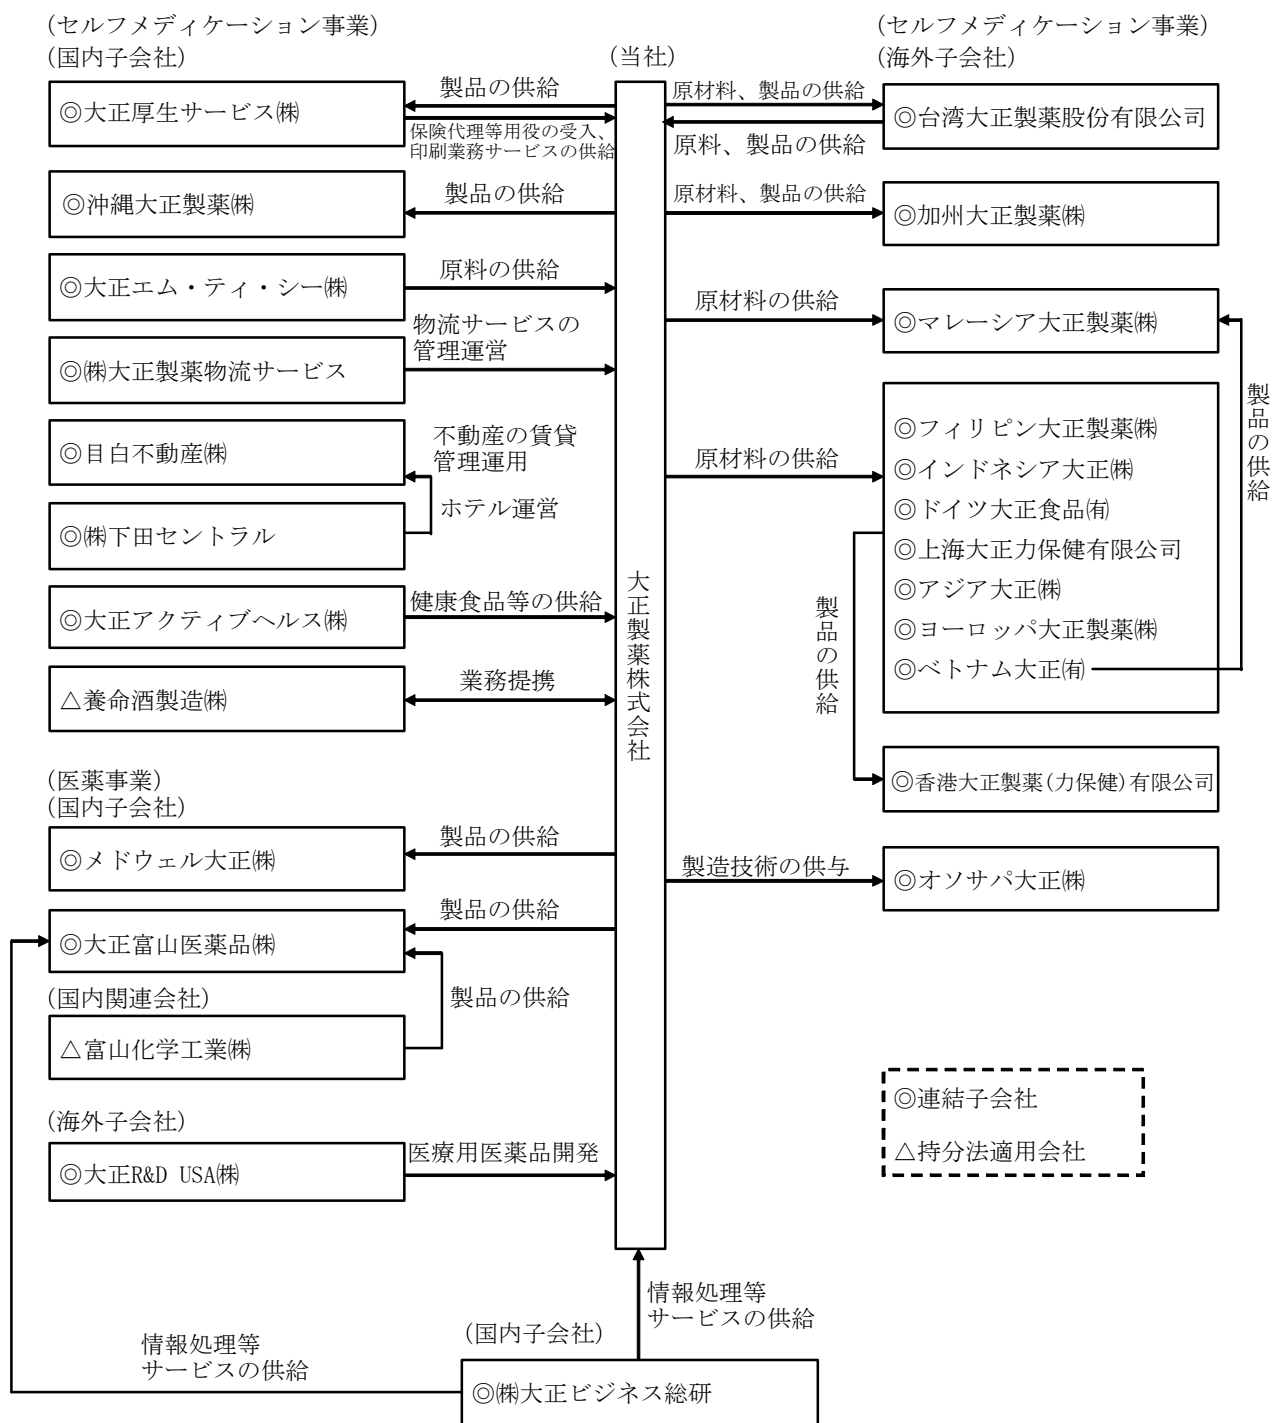 (セルフメディケーション事業)
(国内子会社)
◎大正厚生サービス㈱
製品の供給
保険代理等用役の受入、
印刷業務サービスの供給
◎沖縄大正製薬㈱
製品の供給
◎大正エム・ティ・シー㈱
原料の供給
◎㈱大正製薬物流サービス
物流サービスの
管理運営
◎目白不動産㈱
不動産の賃貸
管理運用
◎㈱下田セントラル
ホテル運営
◎大正アクティブヘルス㈱
健康食品等の供給
△養命酒製造㈱
業務提携
(医薬事業)
(国内子会社)
◎メドウェル大正㈱
製品の供給
◎大正富山医薬品㈱
製品の供給
(国内関連会社)
△富山化学工業㈱
製品の供給
(海外子会社)
◎大正R&D USA㈱
医療用医薬品開発
(当社)
大正製薬株式会社
(セルフメディケーション事業)
(海外子会社)
原材料、製品の供給
◎台湾大正製薬股份有限公司
原料、製品の供給
原材料、製品の供給
◎加州大正製薬㈱
原材料の供給
◎マレーシア大正製薬㈱
原材料の供給
◎フィリピン大正製薬㈱
◎インドネシア大正㈱
◎ドイツ大正食品㈲
◎上海大正力保健有限公司
◎アジア大正㈱
◎ヨーロッパ大正製薬㈱
◎ベトナム大正㈲
製品の供給
製品の供給
◎香港大正製薬(力保健)有限公司
製造技術の供与
◎オソサパ大正㈱
◎連結子会社
△持分法適用会社
情報処理等
サービスの供給
(国内子会社)
情報処理等
サービスの供給
◎㈱大正ビジネス総研